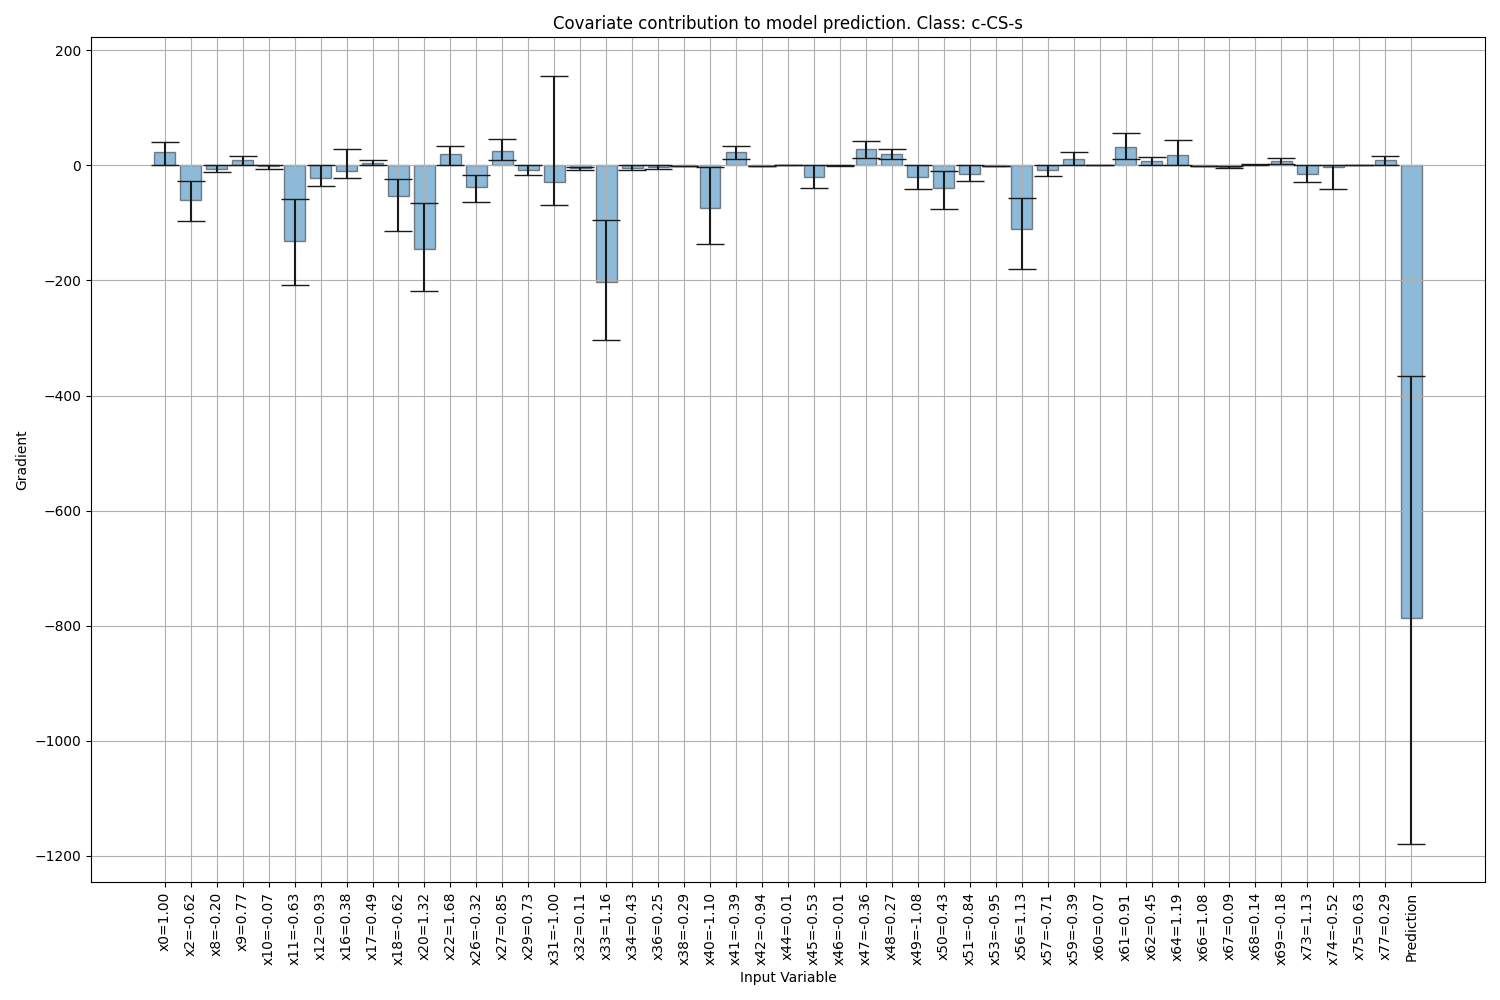 Covariate contribution to model prediction. Class: c-CS-s
Gradient
200
0
−200
−400
−600
−800
−1000
−1200
x0=1.00
x2=-0.62
x8=-0.20
x9=0.77
x10=-0.07
x11=-0.63
x12=0.93
x16=0.38
x17=0.49
x18=-0.62
x20=1.32
x22=1.68
x26=-0.32
x27=0.85
x29=0.73
x31=-1.00
x32=0.11
x33=1.16
x34=0.43
x36=0.25
x38=-0.29
x40=-1.10
x41=-0.39
x42=-0.94
x44=0.01
x45=-0.53
x46=-0.01
x47=-0.36
x48=0.27
x49=-1.08
x50=0.43
x51=-0.84
x53=-0.95
x56=1.13
x57=-0.71
x59=-0.39
x60=0.07
x61=0.91
x62=0.45
x64=1.19
x66=1.08
x67=0.09
x68=0.14
x69=-0.18
x73=1.13
x74=-0.52
x75=0.63
x77=0.29
Prediction
Input Variable